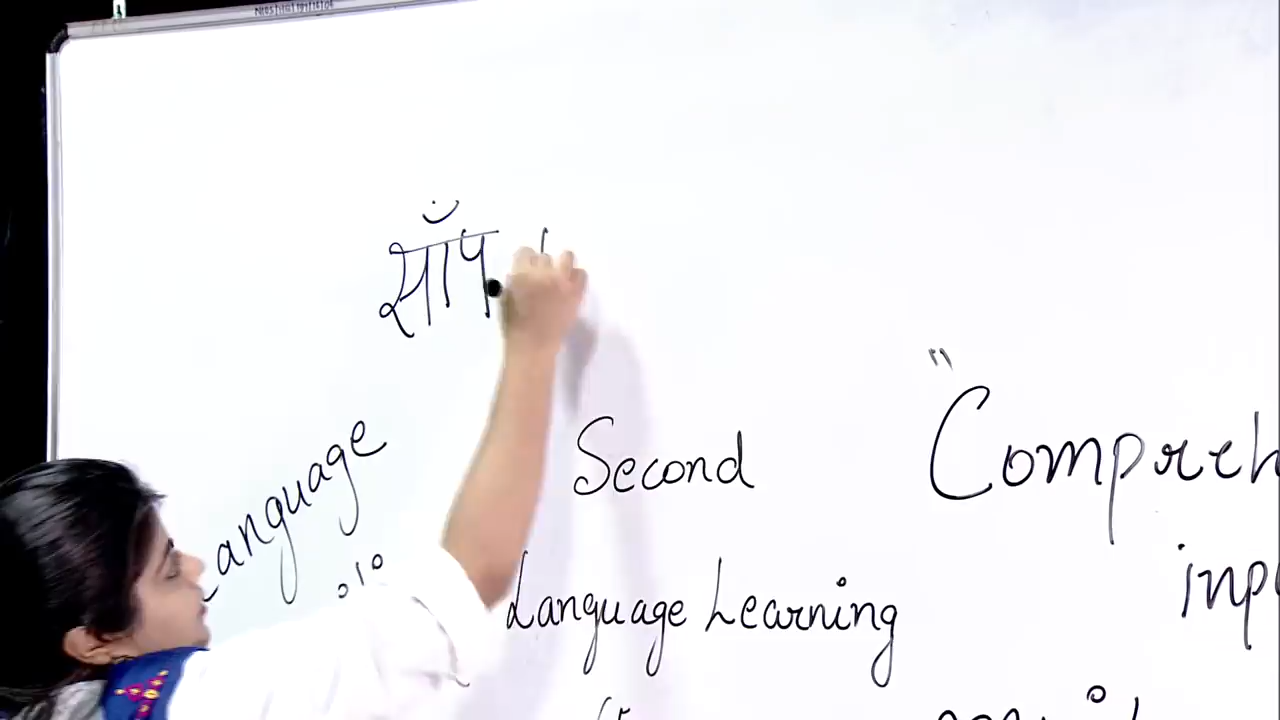 साँप
Language
Second
Language Learning
"
Compreh
inp